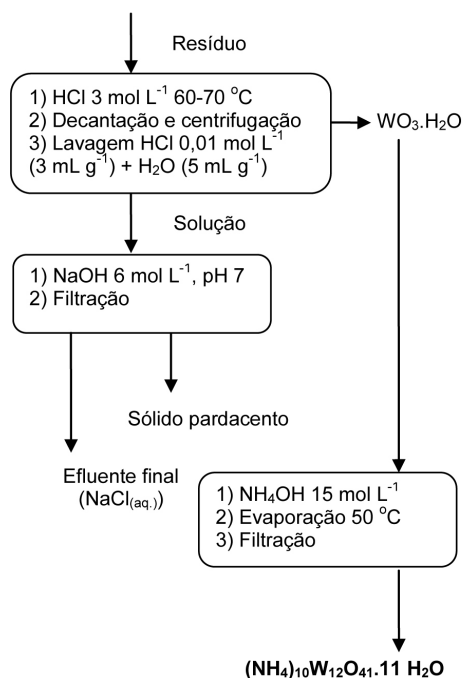 Resíduo
1) HCl 3 mol L⁻¹ 60-70 °C
2) Decantação e centrifugação
3) Lavagem HCl 0,01 mol L⁻¹
(3 mL g⁻¹) + H₂O (5 mL g⁻¹)
WO₃.H₂O
Solução
1) NaOH 6 mol L⁻¹, pH 7
2) Filtração
Sólido pardacento
Efluente final
(NaCl₍aq.₎)
1) NH₄OH 15 mol L⁻¹
2) Evaporação 50 °C
3) Filtração
(NH₄)₁₀W₁₂O₄₁.11 H₂O